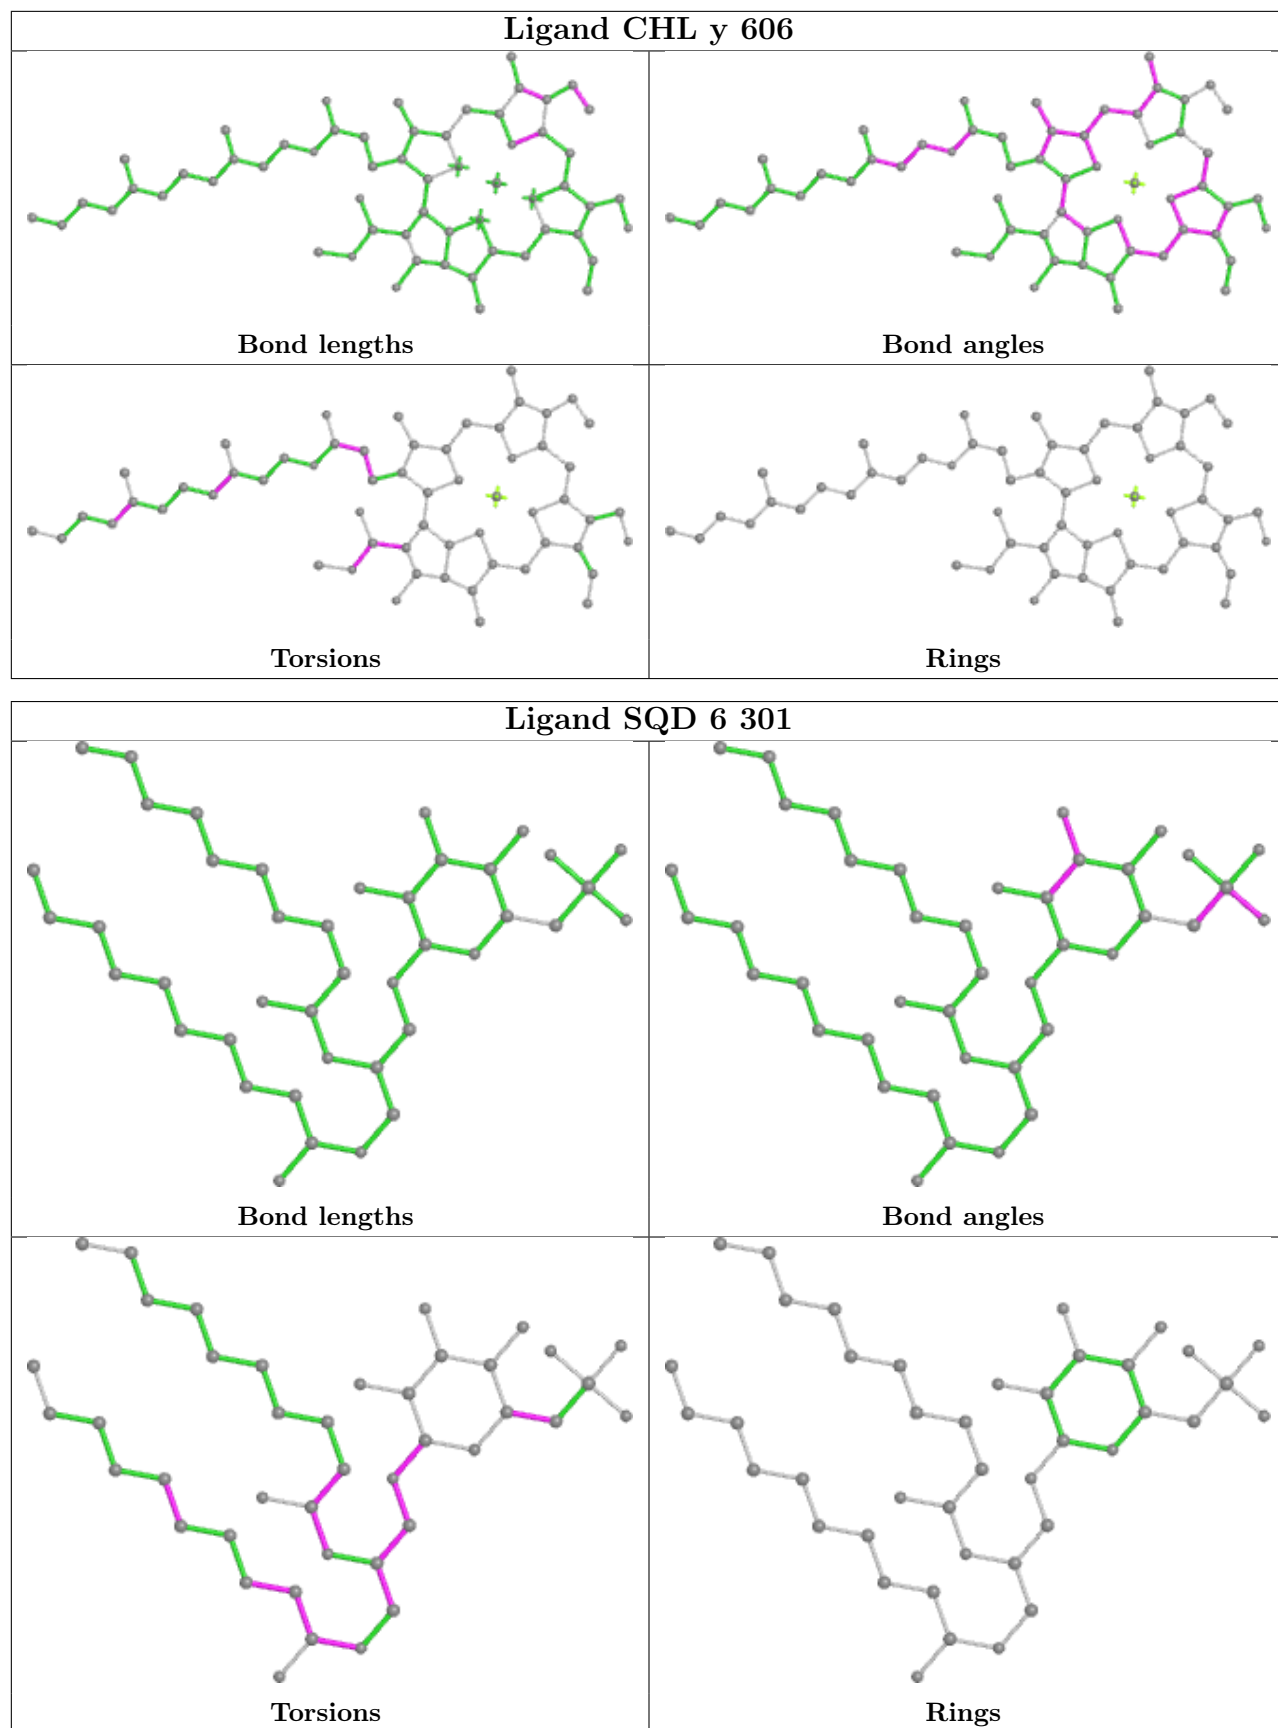 Ligand CHL y 606
Bond lengths
Bond angles
Torsions
Rings
Ligand SQD 6 301
Bond lengths
Bond angles
Torsions
Rings